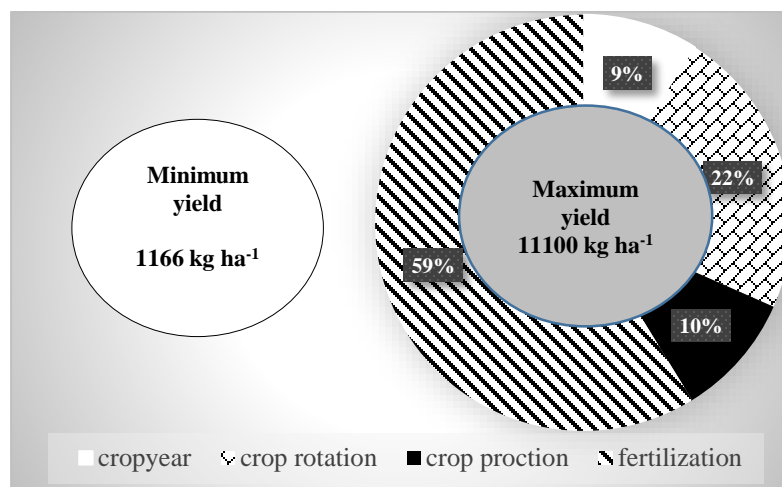 Minimum
yield
1166 kg ha-1
9%
22%
Maximum
yield
11100 kg ha-1
59%
10%
cropyear crop rotation crop proction fertilization